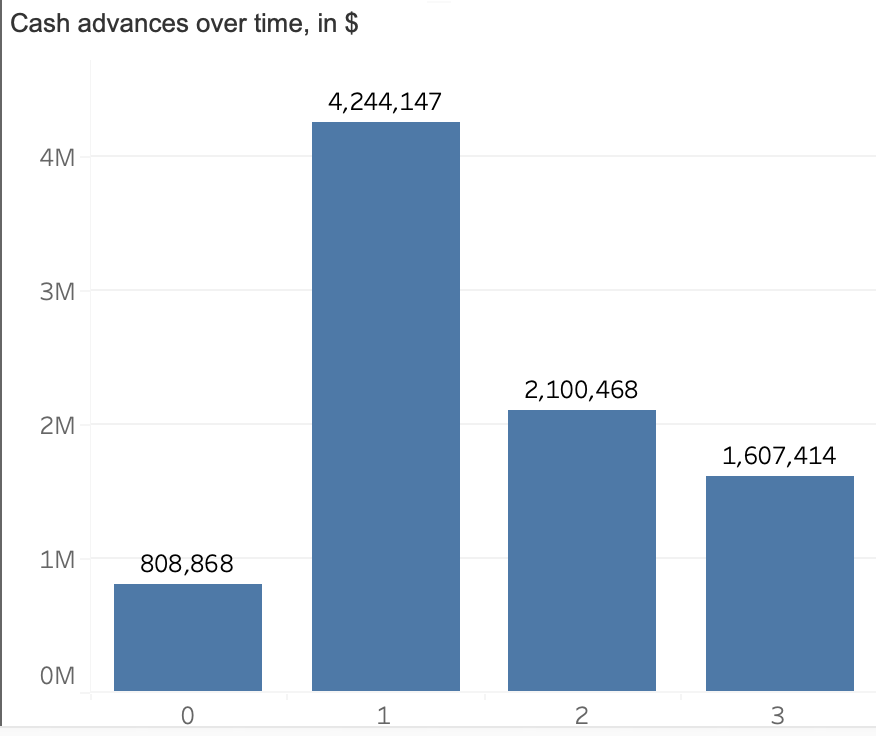 Cash advances over time, in $
4,244,147
4M
3M
2,100,468
2M
1,607,414
1M
808,868
0M
0 1 2 3